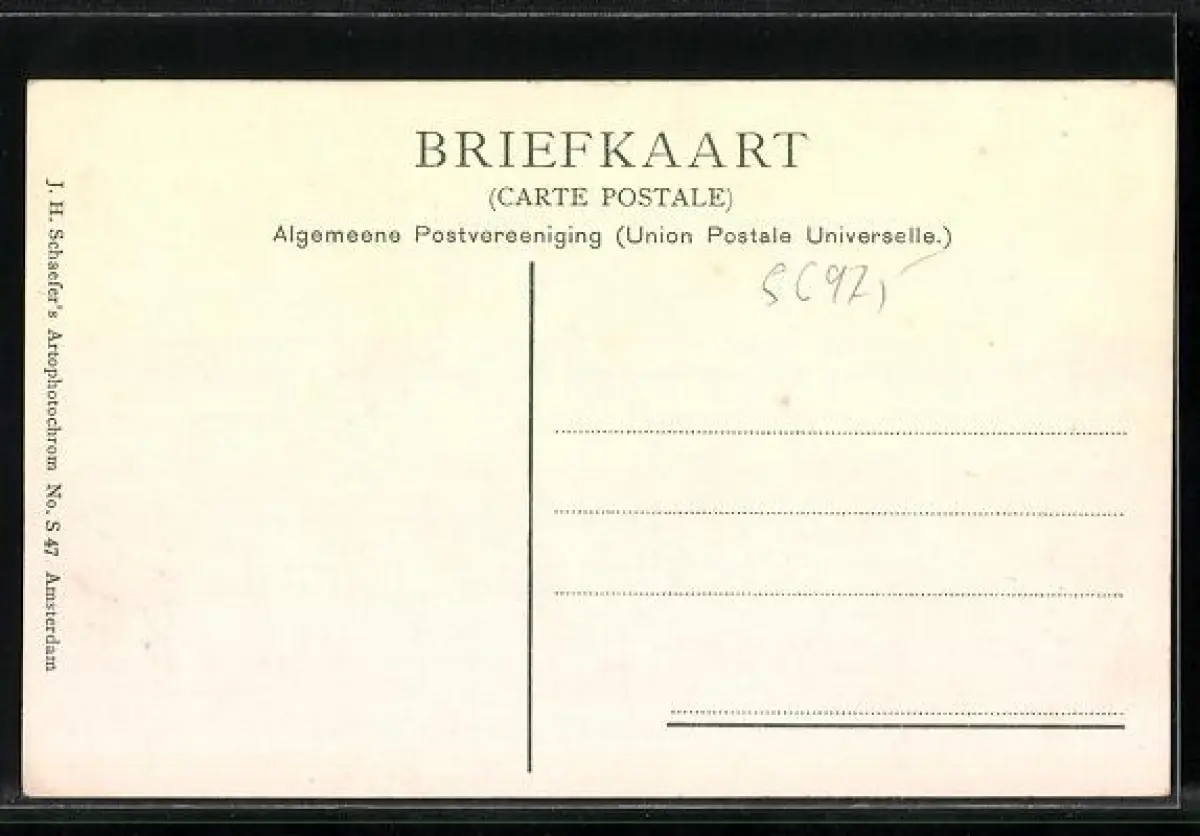 BRIEFKAART
(CARTE POSTALE)
Algemeene Postvereeniging (Union Postale Universelle.)
J. H. Schaefer's Artophotochrom No. S 47 Amsterdam